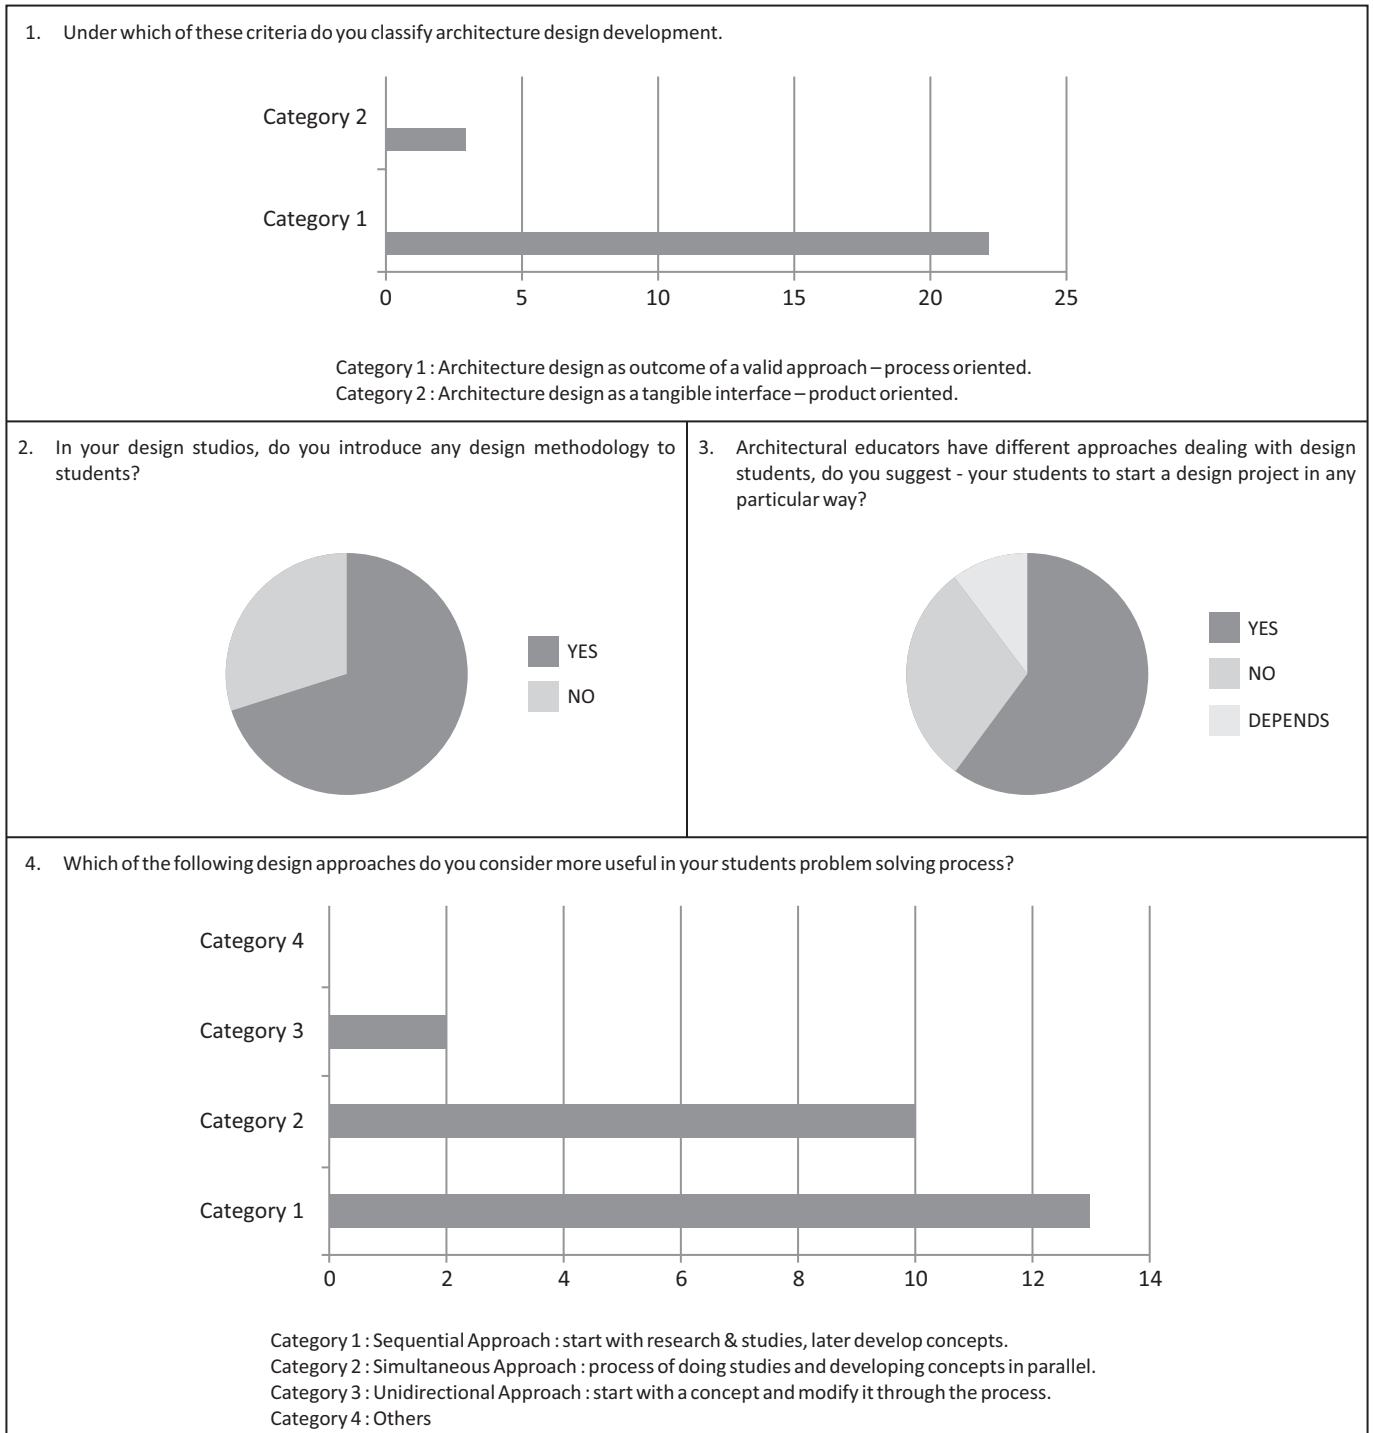 1. Under which of these criteria do you classify architecture design development.
Category 2
Category 1
0 5 10 15 20 25
Category 1 : Architecture design as outcome of a valid approach – process oriented.
Category 2 : Architecture design as a tangible interface – product oriented.
2. In your design studios, do you introduce any design methodology to
students?
YES
NO
3. Architectural educators have different approaches dealing with design
students, do you suggest - your students to start a design project in any
particular way?
YES
NO
DEPENDS
4. Which of the following design approaches do you consider more useful in your students problem solving process?
Category 4
Category 3
Category 2
Category 1
0 2 4 6 8 10 12 14
Category 1 : Sequential Approach : start with research & studies, later develop concepts.
Category 2 : Simultaneous Approach : process of doing studies and developing concepts in parallel.
Category 3 : Unidirectional Approach : start with a concept and modify it through the process.
Category 4 : Others